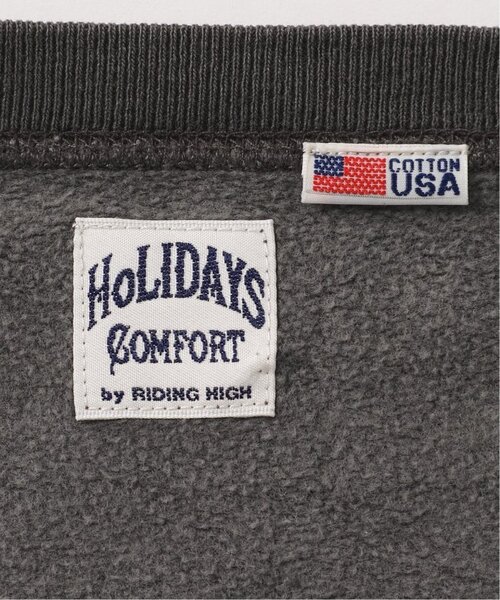 COTTON
USA
HOLIDAYS
COMFORT
by RIDING HIGH